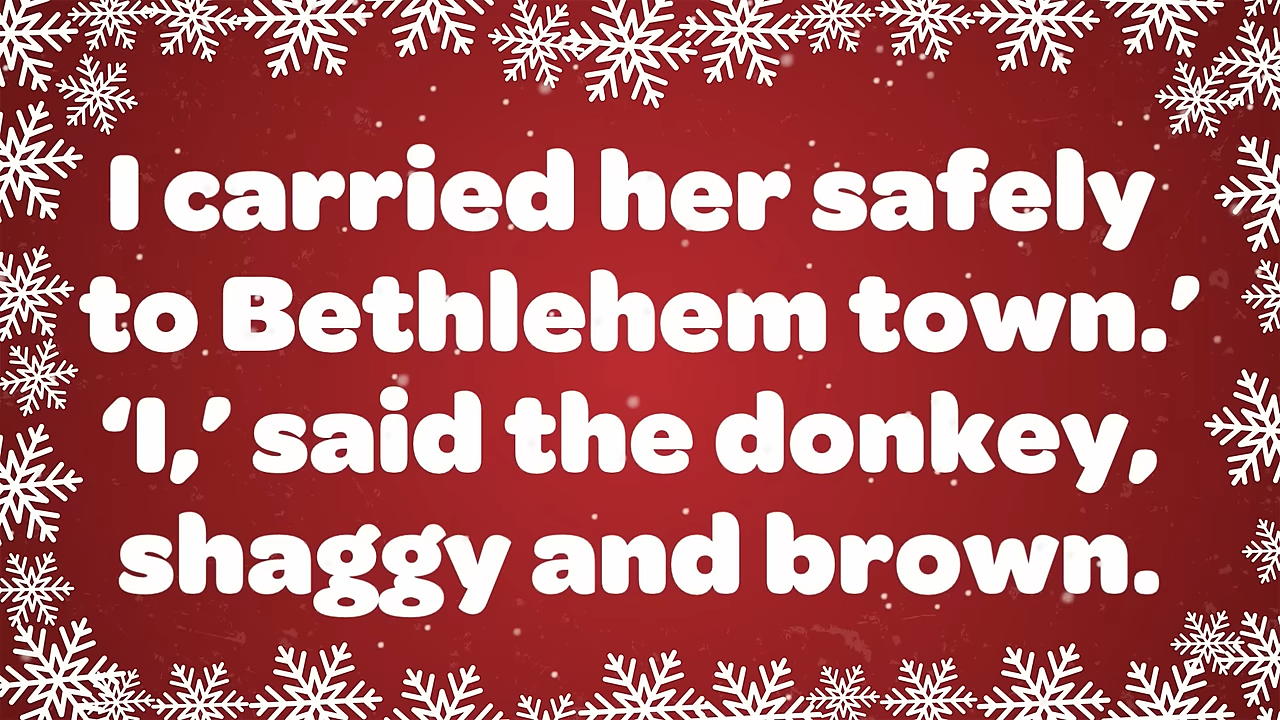 I carried her safely
to Bethlehem town.’
‘I,’ said the donkey,
shaggy and brown.